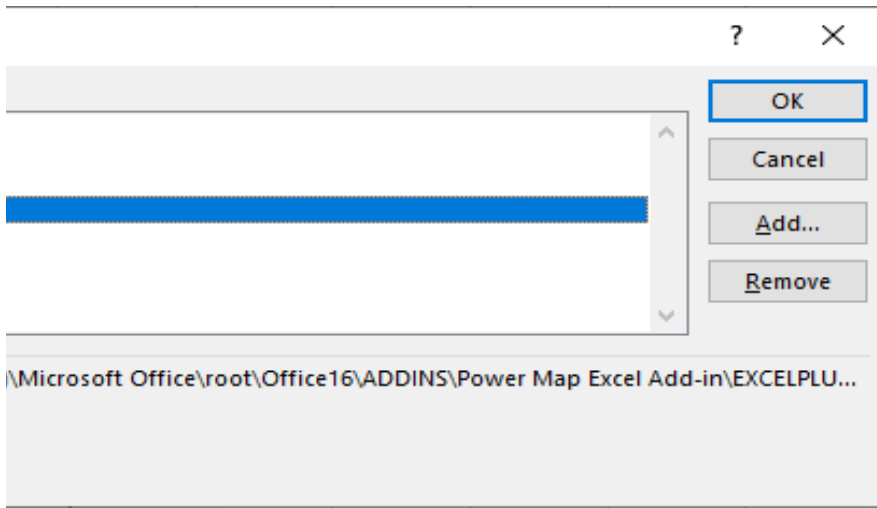 ?
OK
Cancel
Add...
Remove
\Microsoft Office\root\Office16\ADDINS\Power Map Excel Add-in\EXCELPLU...